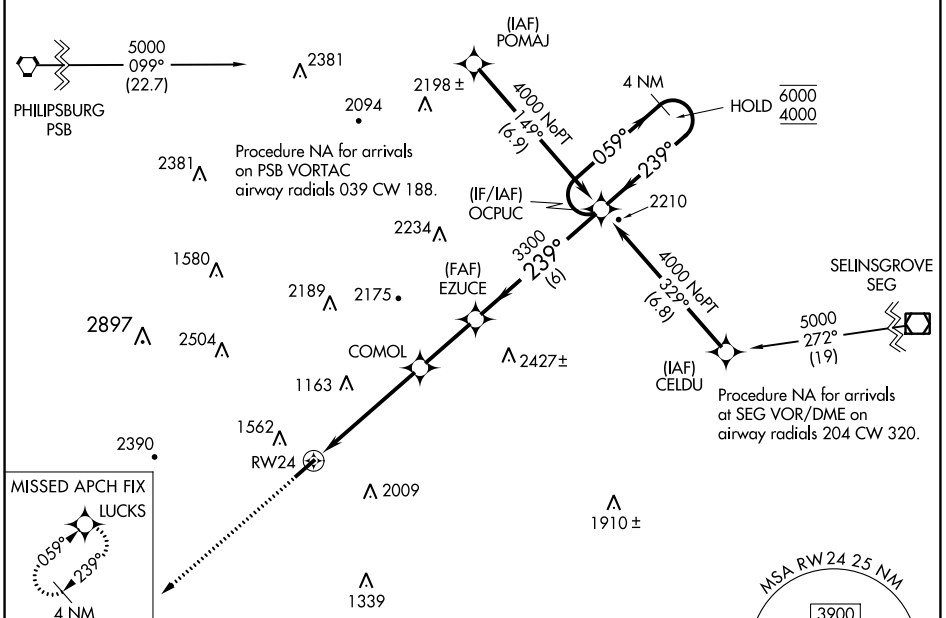 (IAF)
POMAJ
5000
099°
(22.7)
PHILIPSBURG
PSB
2381
2198 ±
2094
4000 NoPT
149°
(6.9)
4 NM
HOLD
6000
4000
059°
239°
Procedure NA for arrivals
on PSB VORTAC
airway radials 039 CW 188.
2381
(IF/IAF)
OCPUC
2210
2234
3300
239°
(6)
1580
(FAF)
EZUCE
4000 NoPT
329°
(6.8)
SELINSGROVE
SEG
2189
2175
5000
272°
(19)
2897
2504
COMOL
2427±
(IAF)
CELDU
1163
Procedure NA for arrivals
at SEG VOR/DME on
airway radials 204 CW 320.
1562
2390
RW24
MISSED APCH FIX
LUCKS
059°
239°
4 NM
2009
1910 ±
1339
MSA RW24 25 NM
3900